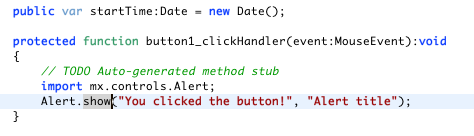 public var startTime:Date = new Date();
protected function button1_clickHandler(event:MouseEvent):void
{
// TODO Auto-generated method stub
import mx.controls.Alert;
Alert.show("You clicked the button!", "Alert title");
}